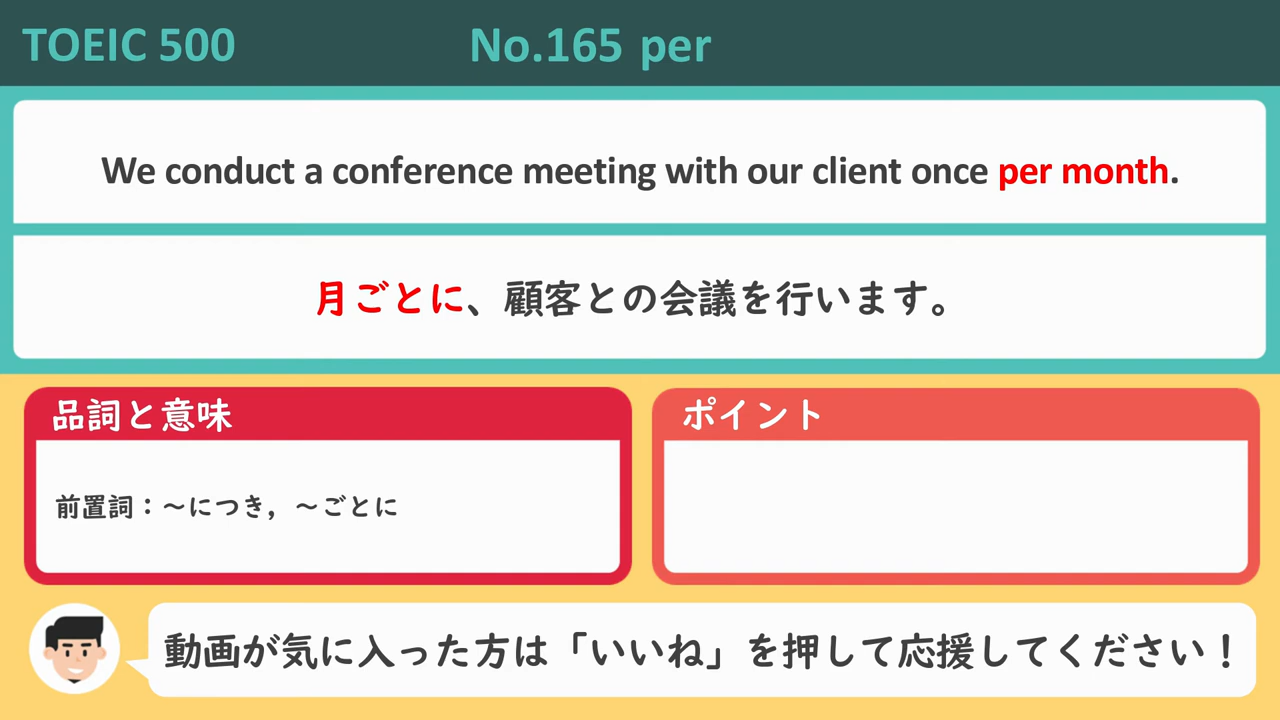 TOEIC 500
No.165 per
We conduct a conference meeting with our client once per month.
月ごとに、顧客との会議を行います。
品詞と意味
前置詞：～につき，～ごとに
ポイント
動画が気に入った方は「いいね」を押して応援してください！